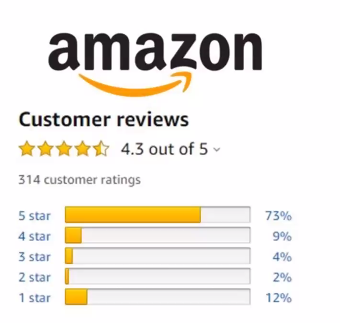 amazon
Customer reviews
4.3 out of 5
314 customer ratings
5 star 73%
4 star 9%
3 star 4%
2 star 2%
1 star 12%